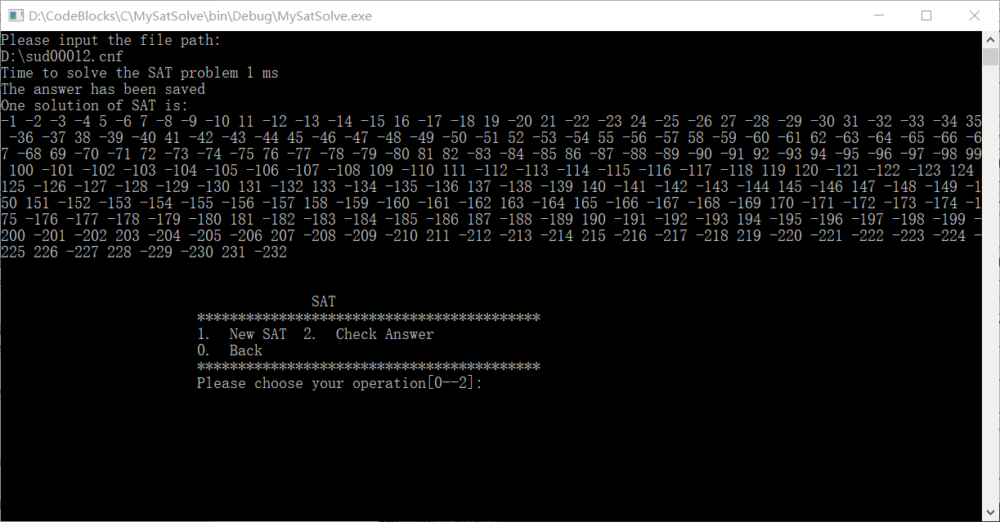 D:\CodeBlocks\C\MySatSolve\bin\Debug\MySatSolve.exe
Please input the file path:
D:\sud00012.cnf
Time to solve the SAT problem 1 ms
The answer has been saved
One solution of SAT is:
-1 -2 -3 -4 5 -6 7 -8 -9 -10 11 -12 -13 -14 -15 16 -17 -18 19 -20 21 -22 -23 24 -25 -26 27 -28 -29 -30 31 -32 -33 -34 35
-36 -37 38 -39 -40 41 -42 -43 -44 45 -46 -47 -48 -49 -50 -51 52 -53 -54 55 -56 -57 58 -59 -60 -61 62 -63 -64 -65 -66 -6
7 -68 69 -70 -71 72 -73 -74 -75 76 -77 -78 -79 -80 81 82 -83 -84 -85 86 -87 -88 -89 -90 -91 92 -93 94 -95 -96 -97 -98 99
100 -101 -102 -103 -104 -105 -106 -107 -108 109 -110 111 -112 -113 -114 -115 -116 -117 -118 119 120 -121 -122 -123 124
125 -126 -127 -128 -129 -130 131 -132 133 -134 -135 -136 137 -138 -139 140 -141 -142 -143 -144 145 -146 147 -148 -149 -1
50 151 -152 -153 -154 -155 -156 -157 158 -159 -160 -161 -162 163 -164 165 -166 -167 -168 -169 170 -171 -172 -173 -174 -1
75 -176 -177 -178 -179 -180 181 -182 -183 -184 -185 -186 187 -188 -189 190 -191 -192 -193 194 -195 -196 -197 -198 -199 -
200 -201 -202 203 -204 -205 -206 207 -208 -209 -210 211 -212 -213 -214 215 -216 -217 -218 219 -220 -221 -222 -223 -224 -
225 226 -227 228 -229 -230 231 -232
SAT
******************************************
1. New SAT 2. Check Answer
0. Back
******************************************
Please choose your operation[0--2]: